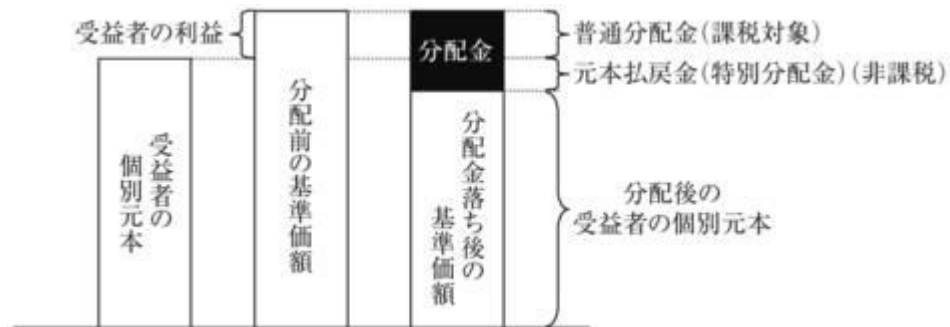 受益者の利益
分配金
普通分配金(課税対象)
元本払戻金(特別分配金)(非課税)
受益者の
個別元本
分配前の基準価額
分配金落ち後の
基準価額
分配後の
受益者の個別元本